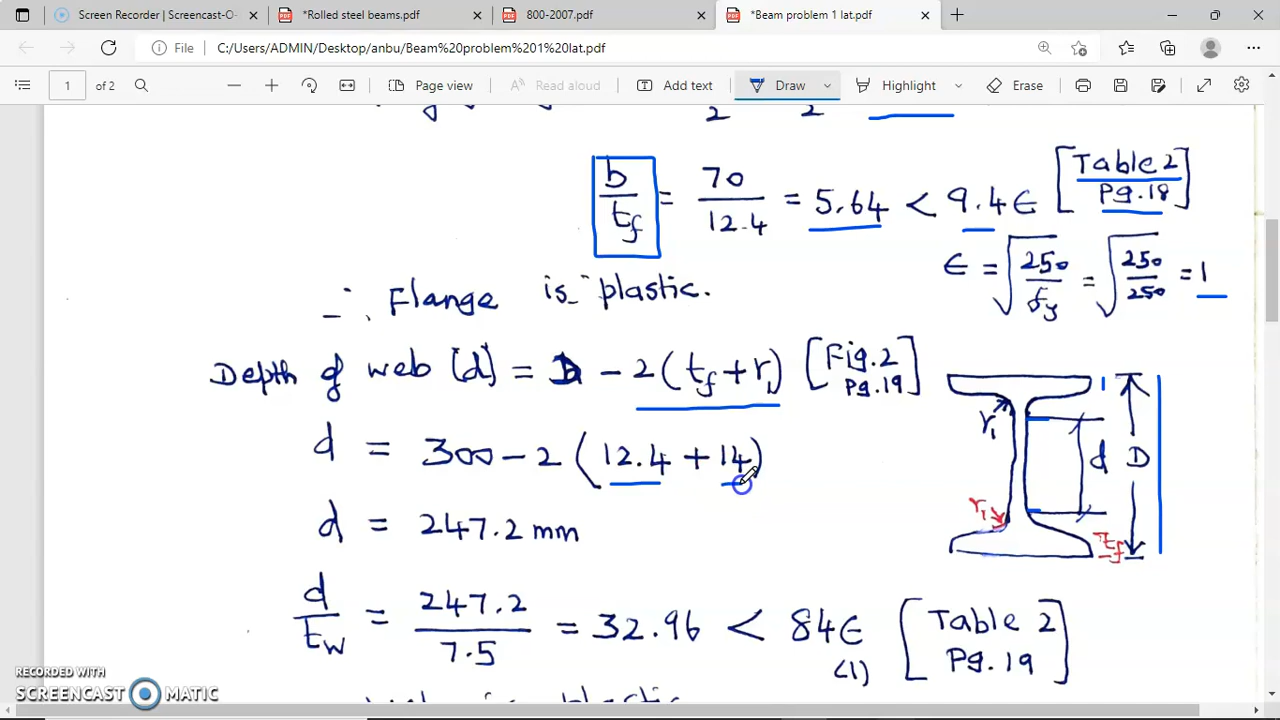 Screen Recorder | Screencast-O- × *Rolled steel beams.pdf × 800-2007.pdf × *Beam problem 1 lat.pdf ×
File C:/Users/ADMIN/Desktop/anbu/Beam%20problem%201%20lat.pdf
1 of 2 Page view Read aloud Add text Draw Highlight Erase
2 2
b/tf = 70/12.4 = 5.64 < 9.4∈ [Table 2 Pg.18]
∈ = √250/fy = √250/250 = 1
∴ Flange is plastic.
Depth of web (d) = D - 2(tf + r1) [Fig.2 Pg.19]
d = 300 - 2 (12.4 + 14)
d = 247.2 mm
d/tw = 247.2/7.5 = 32.96 < 84∈ (1) [Table 2 Pg.19]
r1 d D
r1 tf
RECORDED WITH
SCREENCAST MATIC